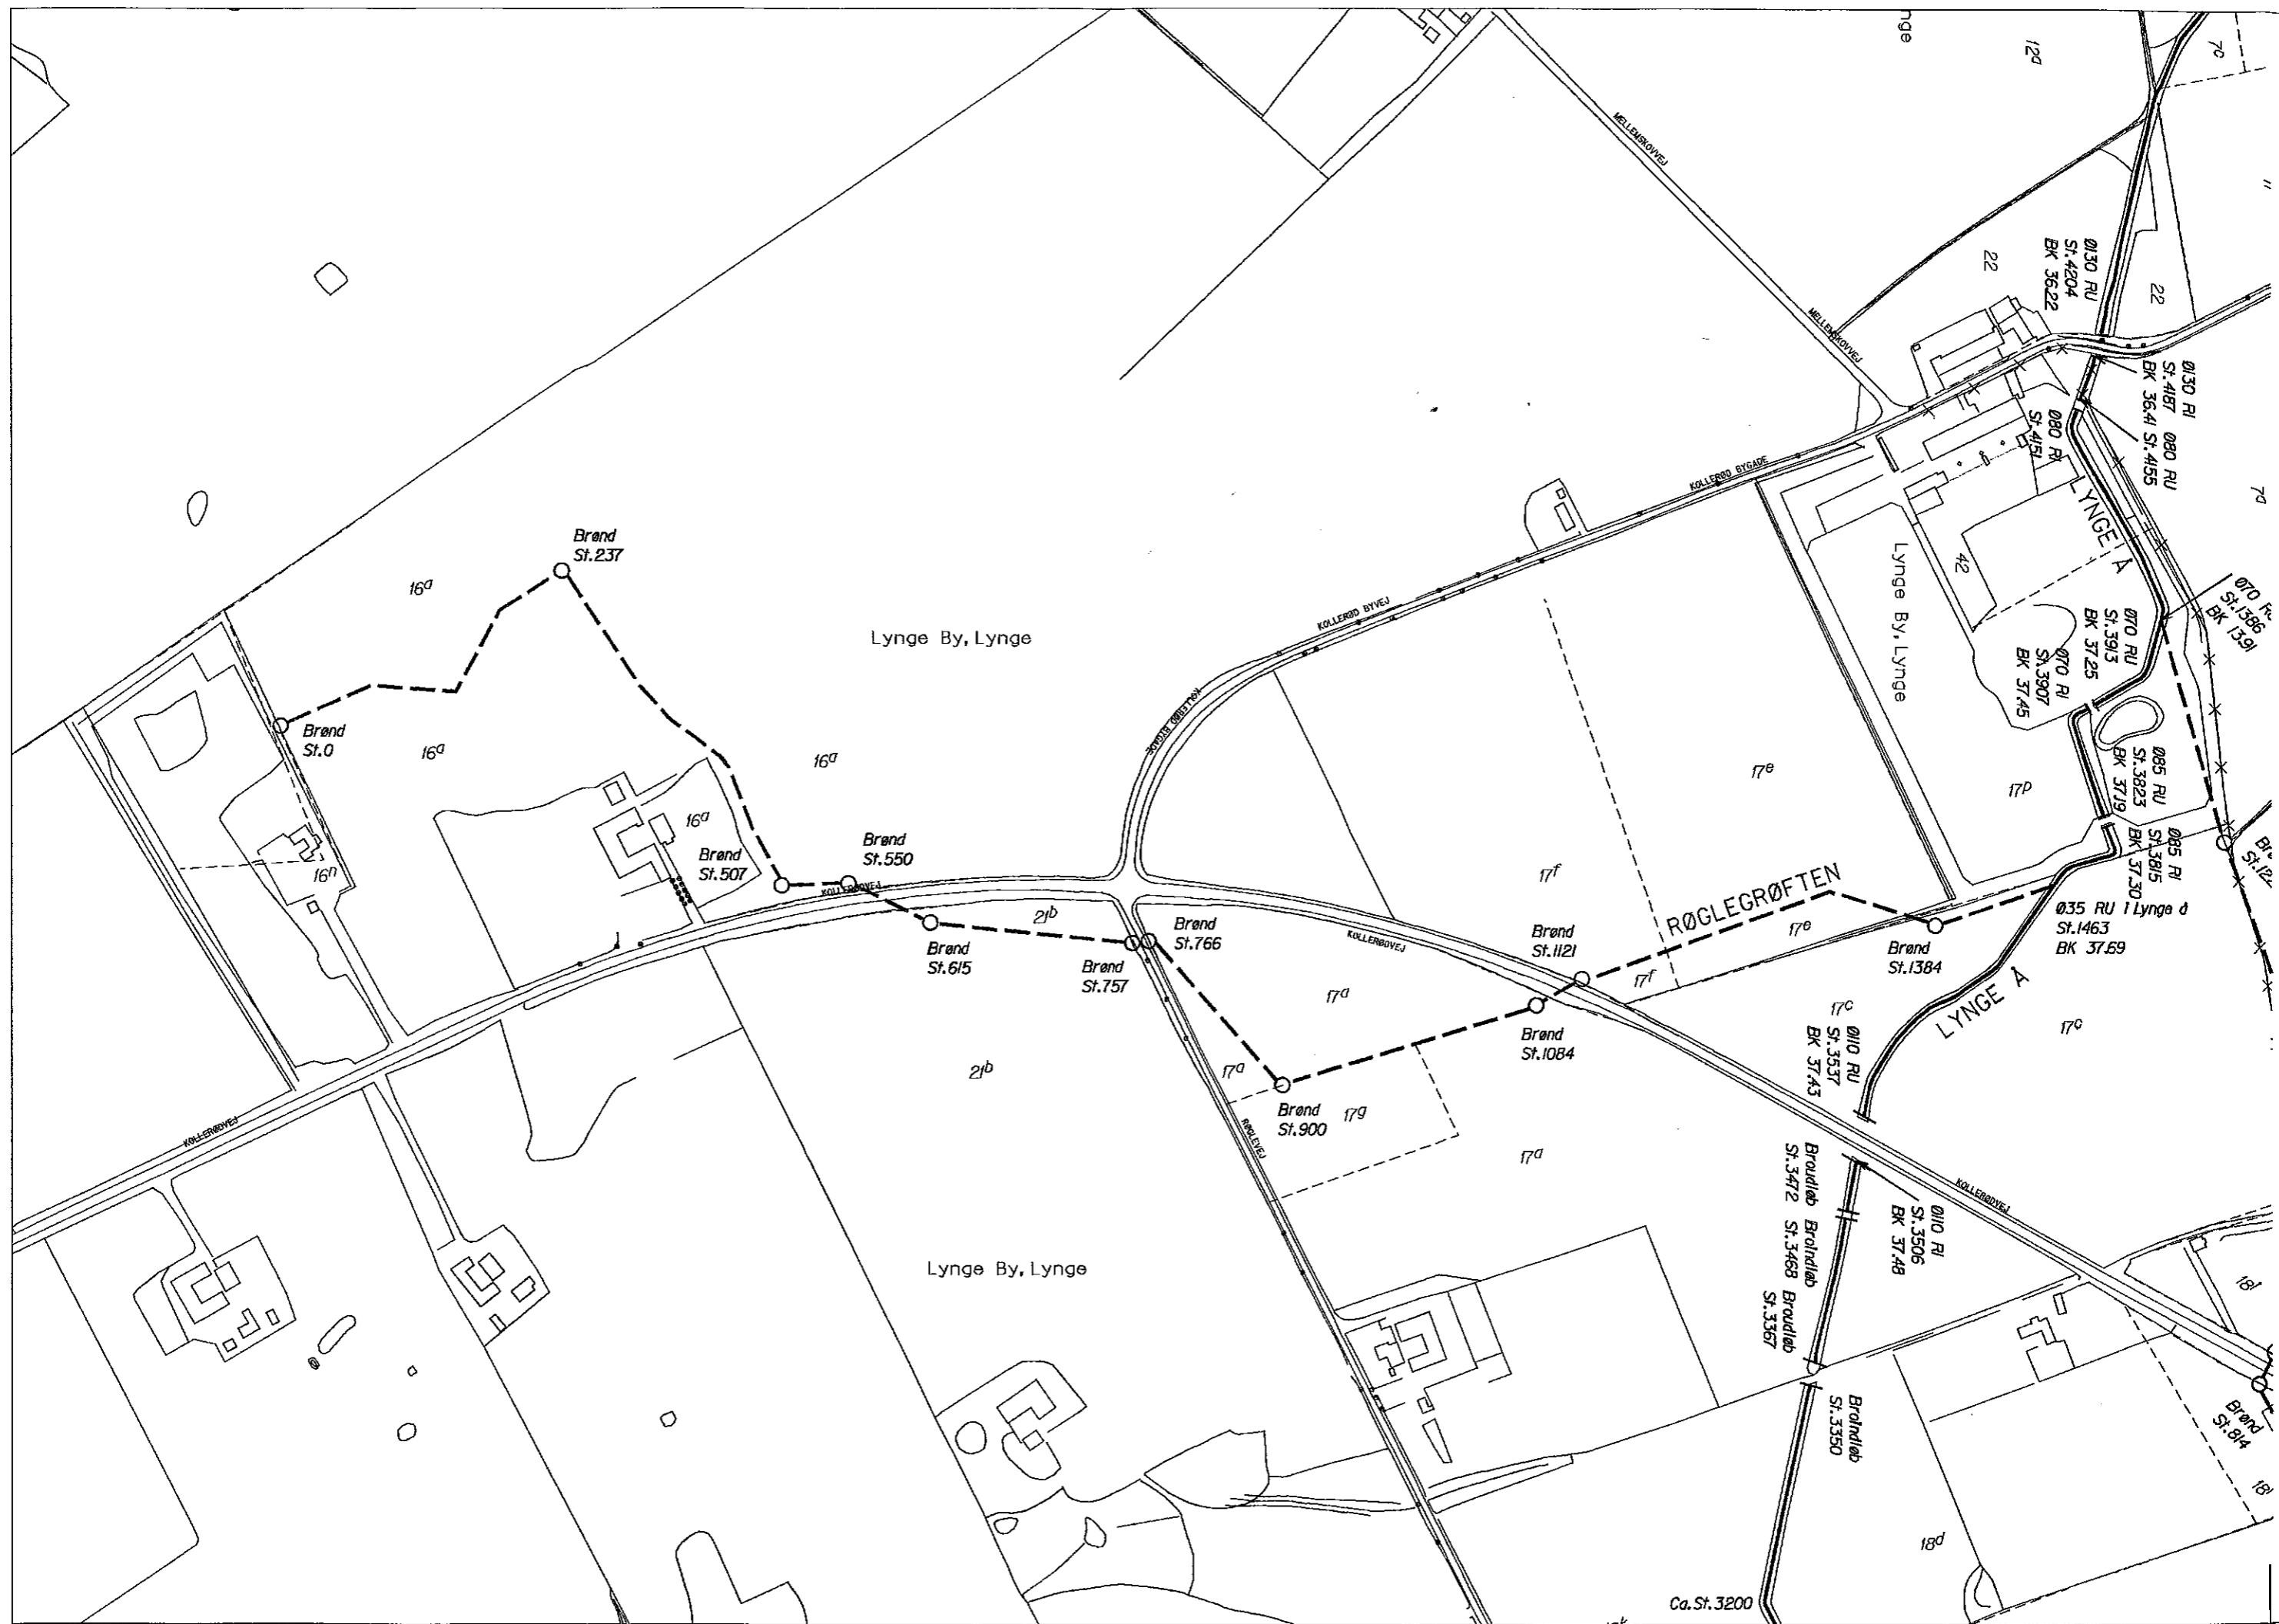 nge
12a
7c
MELLEMSKOVVEJ
22
Ø130 RU
St.4204
BK 36.22
22
MELLEMSKOVVEJ
Ø130 RI
St.4187
BK 36.41
Ø80 RU
St.4155
Ø80 RI
St.4151
7a
KOLLERØD BYGADE
LYNGE Å
Brønd
St.237
16a
Lynge By, Lynge
42
Lynge By, Lynge
KOLLERØD BYVEJ
St.1386
BK 13.91
Ø70 RU
St.3913
BK 37.25
Ø70 RI
St.3907
BK 37.45
KOLLERØD BYGADE
Brønd
St.0
16a
16a
17e
17p
Ø85 RU
St.3823
BK 37.19
Ø85 RI
St.3815
BK 37.30
16a
Brønd
St.507
Brønd
St.550
KOLLERØDVEJ
16n
17f
RØGLEGRØFTEN
21b
Brønd
St.766
Brønd
St.615
Brønd
St.757
KOLLERØDVEJ
Brønd
St.1121
17e
Brønd
St.1384
Ø35 RU i Lynge å
St.1463
BK 37.69
17f
17a
17c
LYNGE Å
17c
Brønd
St.1084
Ø110 RU
St.3537
BK 37.43
21b
17a
Brønd
St.900
17g
RØGLEVEJ
KOLLERØDVEJ
17a
Broudløb
St.3472
Broindløb
St.3468
Broudløb
St.3367
Ø110 RI
St.3506
BK 37.48
KOLLERØDVEJ
Lynge By, Lynge
Broindløb
St.3350
Brønd
St.814
18d
Ca.St.3200